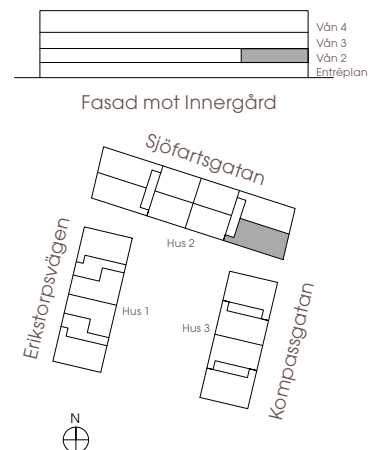 Vån 4
Vån 3
Vån 2
Entréplan
Fasad mot Innergård
Sjöfartsgatan
Hus 2
Erikstorpsvägen
Hus 1
Hus 3
Kompassgatan
N